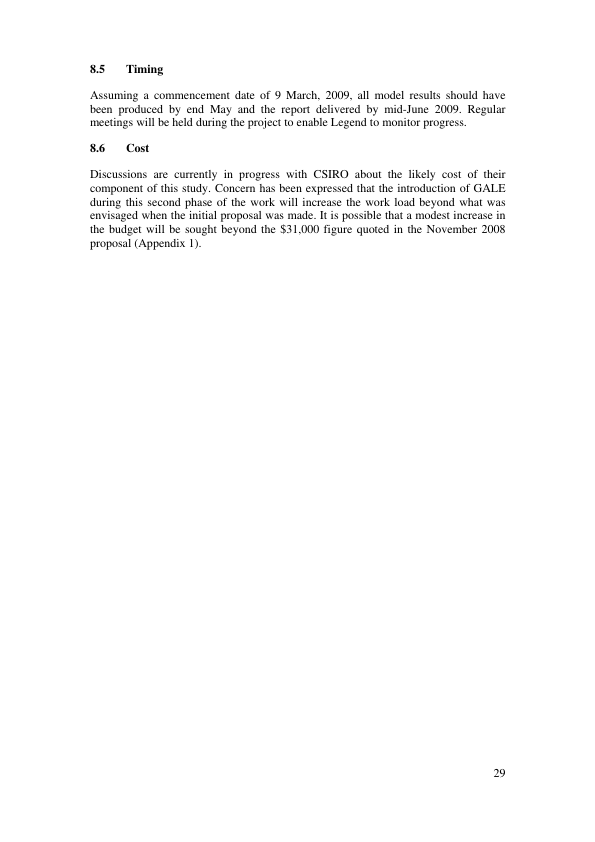 8.5 Timing
Assuming a commencement date of 9 March, 2009, all model results should have
been produced by end May and the report delivered by mid-June 2009. Regular
meetings will be held during the project to enable Legend to monitor progress.
8.6 Cost
Discussions are currently in progress with CSIRO about the likely cost of their
component of this study. Concern has been expressed that the introduction of GALE
during this second phase of the work will increase the work load beyond what was
envisaged when the initial proposal was made. It is possible that a modest increase in
the budget will be sought beyond the $31,000 figure quoted in the November 2008
proposal (Appendix 1).
29